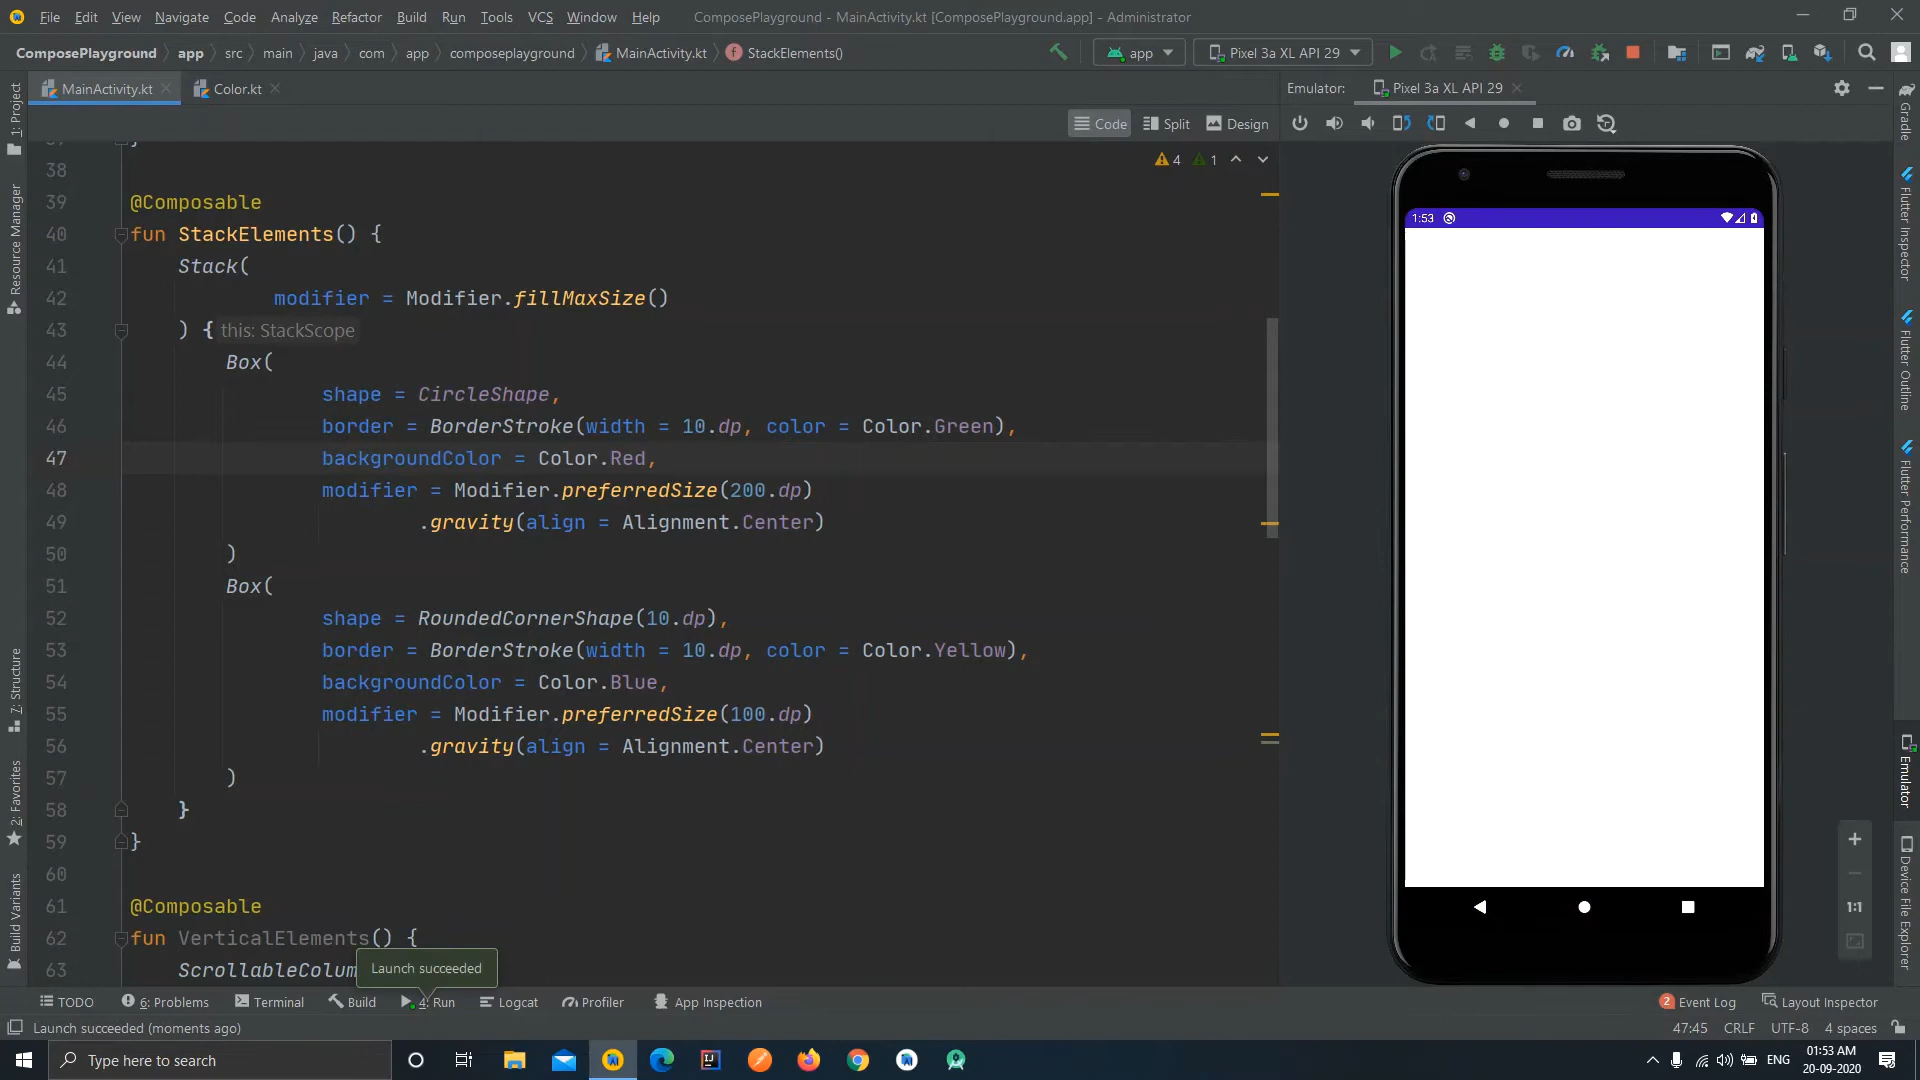 File Edit View Navigate Code Analyze Refactor Build Run Tools VCS Window Help ComposePlayground - MainActivity.kt [ComposePlayground.app] - Administrator
ComposePlayground app src main java com app composeplayground MainActivity.kt StackElements() app Pixel 3a XL API 29
MainActivity.kt Color.kt Emulator: Pixel 3a XL API 29
Code Split Design
4 1
1: Project
Resource Manager
7: Structure
2: Favorites
Build Variants
38
39 @Composable
40 fun StackElements() {
41 Stack(
42 modifier = Modifier.fillMaxSize()
43 ) { this: StackScope
44 Box(
45 shape = CircleShape,
46 border = BorderStroke(width = 10.dp, color = Color.Green),
47 backgroundColor = Color.Red,
48 modifier = Modifier.preferredSize(200.dp)
49 .gravity(align = Alignment.Center)
50 )
51 Box(
52 shape = RoundedCornerShape(10.dp),
53 border = BorderStroke(width = 10.dp, color = Color.Yellow),
54 backgroundColor = Color.Blue,
55 modifier = Modifier.preferredSize(100.dp)
56 .gravity(align = Alignment.Center)
57 )
58 }
59 }
60
61 @Composable
62 fun VerticalElements() {
63 ScrollableColum
Launch succeeded
1:53
1:1
Gradle
Flutter Inspector
Flutter Outline
Flutter Performance
Emulator
Device File Explorer
TODO 6: Problems Terminal Build 4: Run Logcat Profiler App Inspection 2 Event Log Layout Inspector
Launch succeeded (moments ago) 47:45 CRLF UTF-8 4 spaces
Type here to search ENG 01:53 AM
20-09-2020